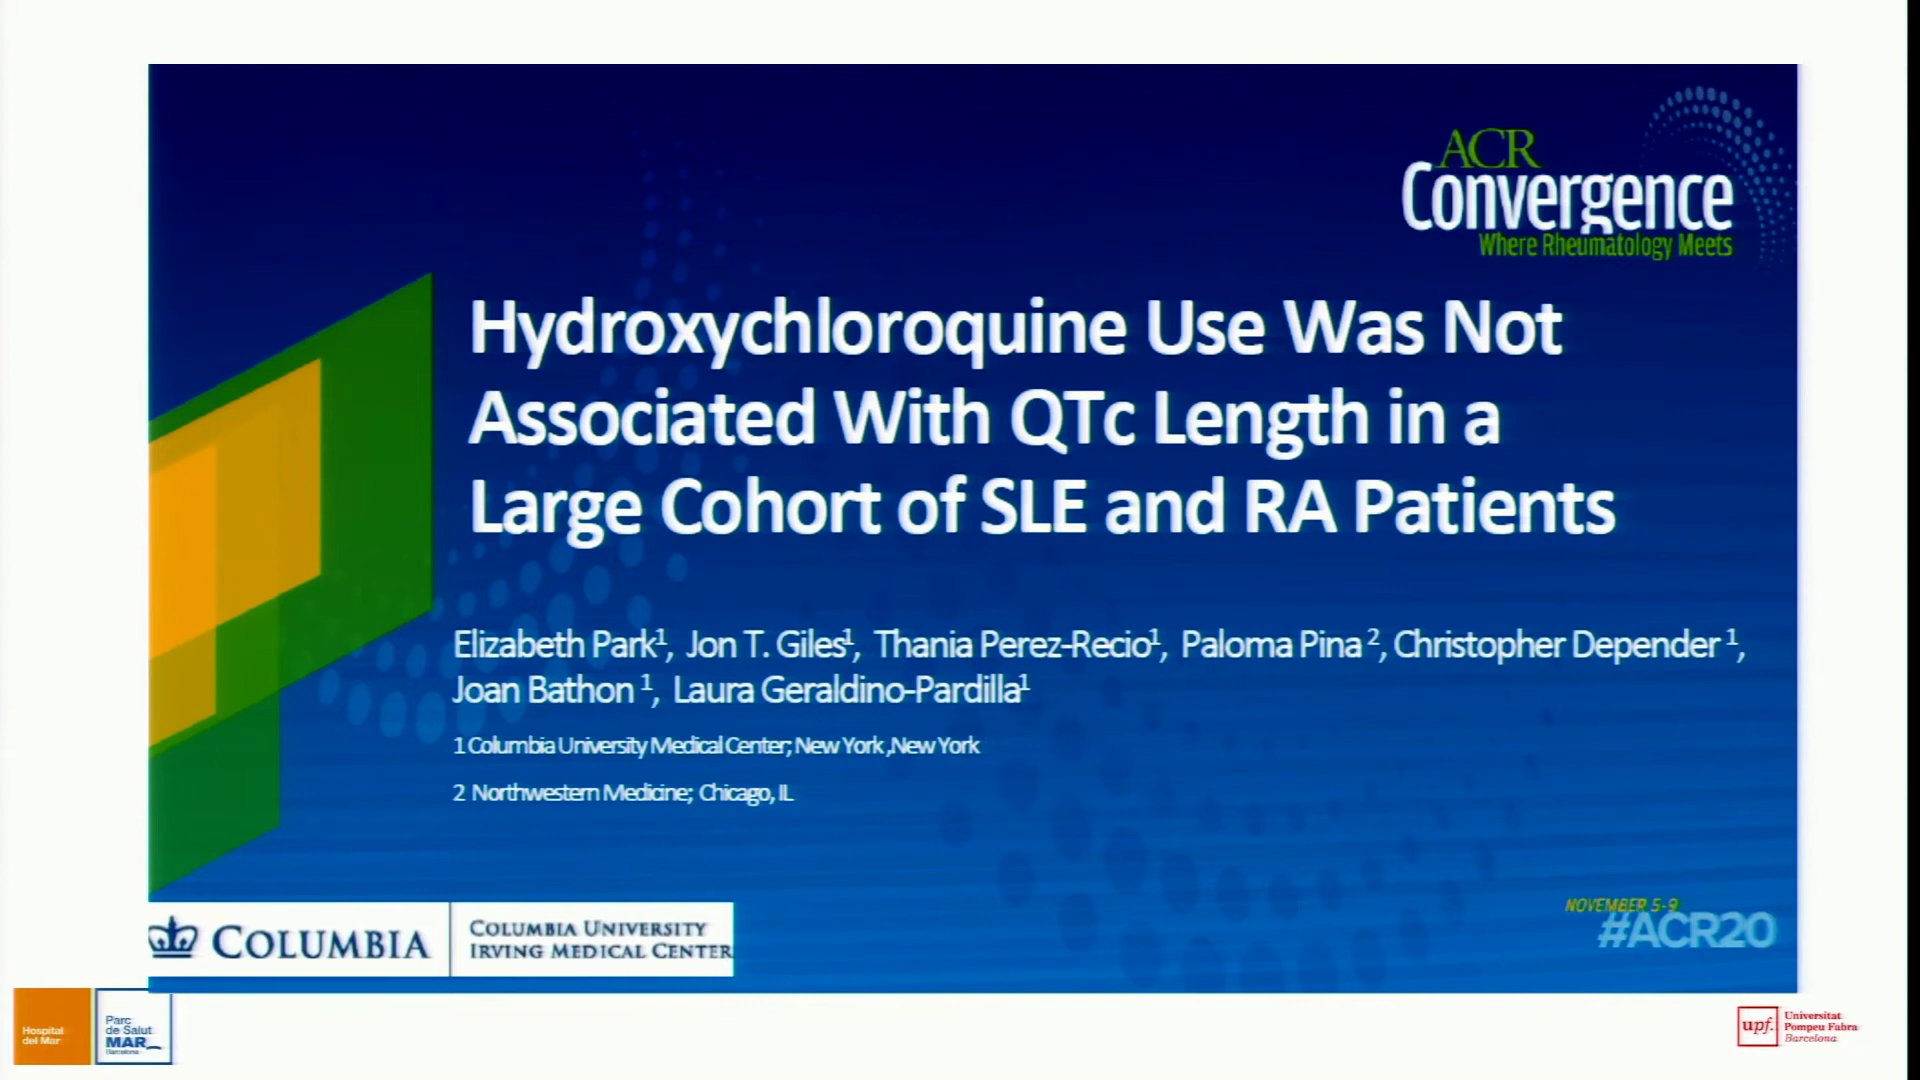 ACR
Convergence
Where Rheumatology Meets
Hydroxychloroquine Use Was Not
Associated With QTc Length in a
Large Cohort of SLE and RA Patients
Elizabeth Park¹, Jon T. Giles¹, Thania Perez-Recio¹, Paloma Pina ², Christopher Depender ¹,
Joan Bathon ¹, Laura Geraldino-Pardilla¹
1 Columbia University Medical Center; New York ,New York
2 Northwestern Medicine; Chicago, IL
COLUMBIA
COLUMBIA UNIVERSITY
IRVING MEDICAL CENTER
NOVEMBER 5-9
#ACR20
Hospital
del Mar
Parc
de Salut
MAR
Barcelona
upf.
Universitat
Pompeu Fabra
Barcelona